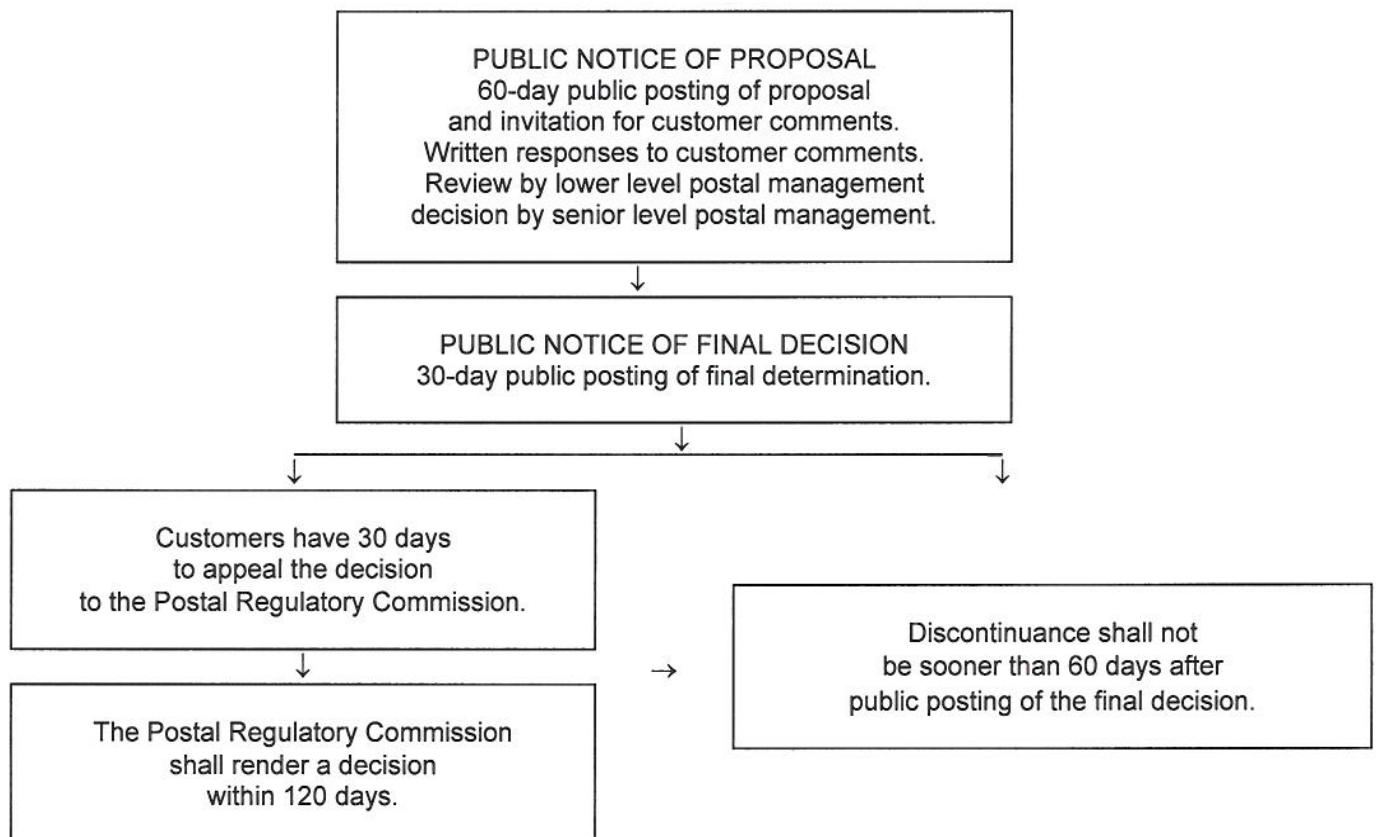 PUBLIC NOTICE OF PROPOSAL
60-day public posting of proposal
and invitation for customer comments.
Written responses to customer comments.
Review by lower level postal management
decision by senior level postal management.
PUBLIC NOTICE OF FINAL DECISION
30-day public posting of final determination.
Customers have 30 days
to appeal the decision
to the Postal Regulatory Commission.
The Postal Regulatory Commission
shall render a decision
within 120 days.
Discontinuance shall not
be sooner than 60 days after
public posting of the final decision.